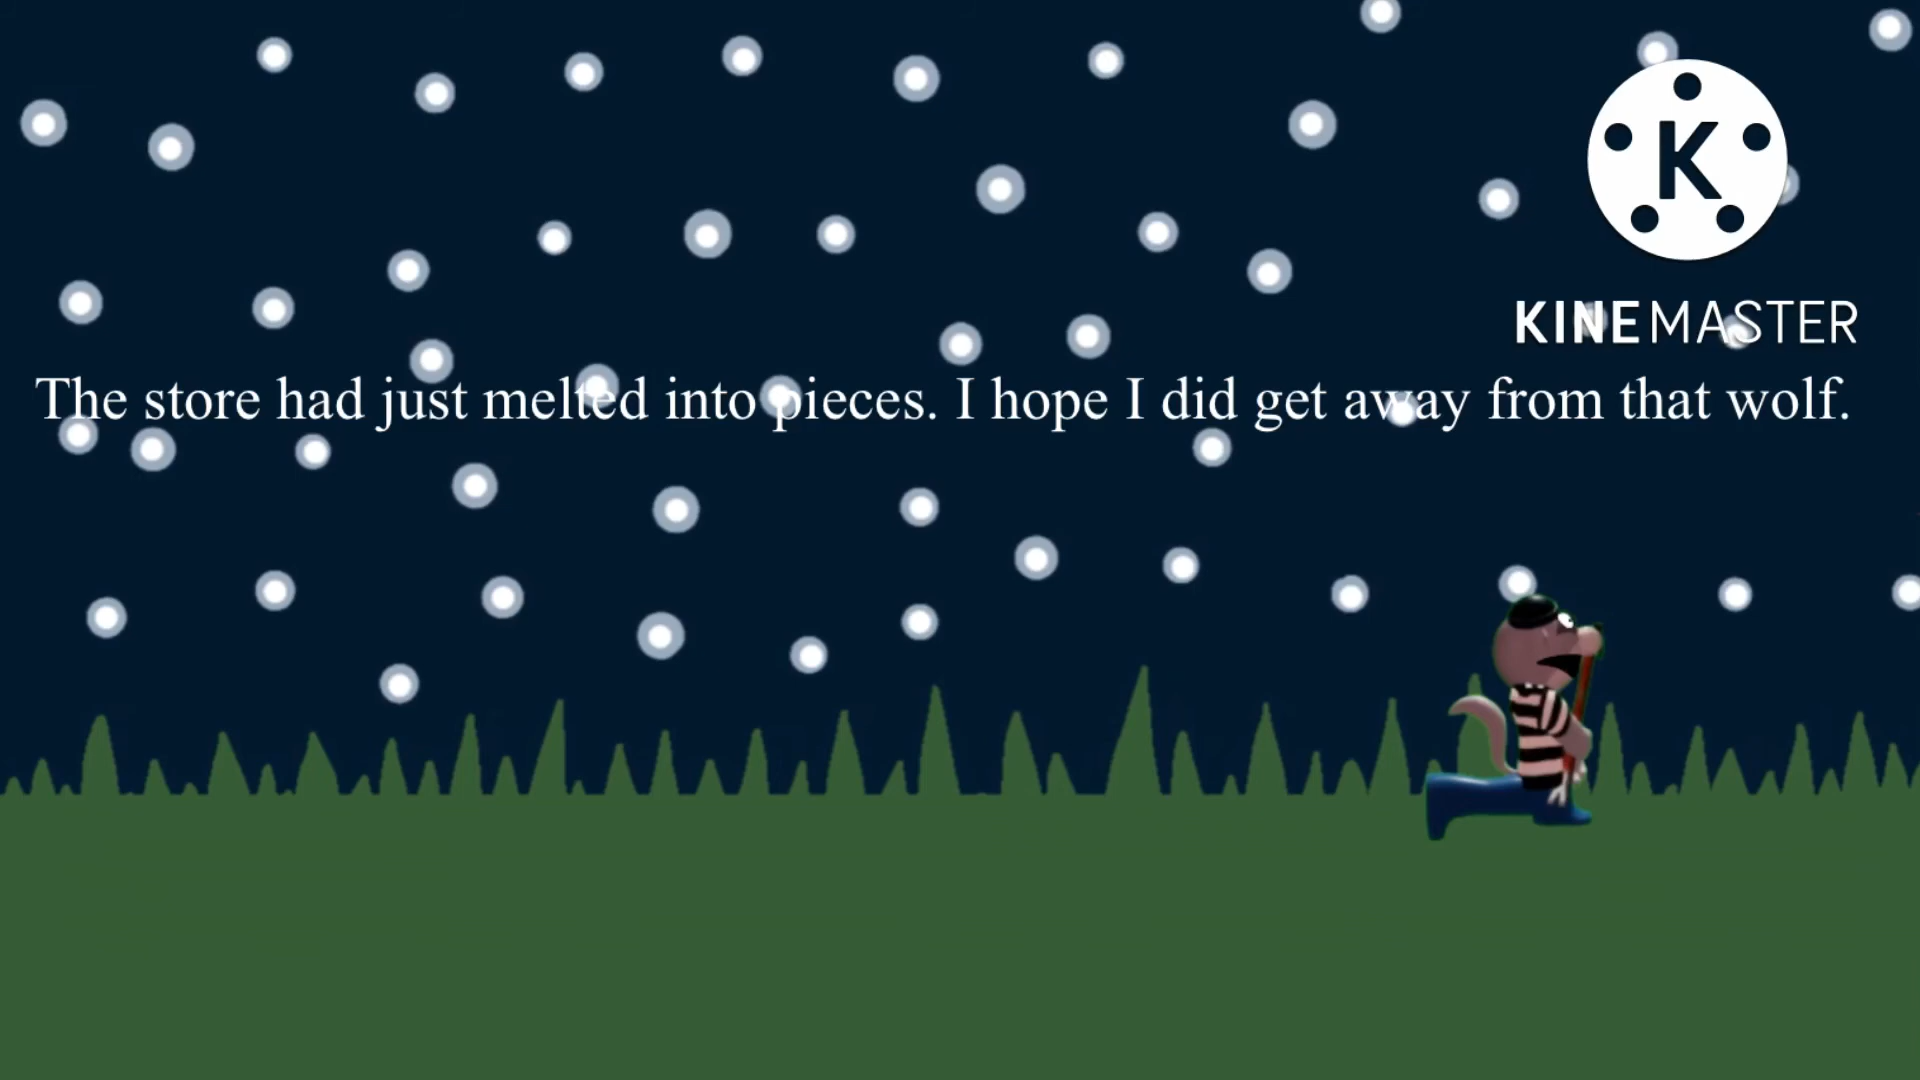 K
KINEMASTER
The store had just melted into pieces. I hope I did get away from that wolf.